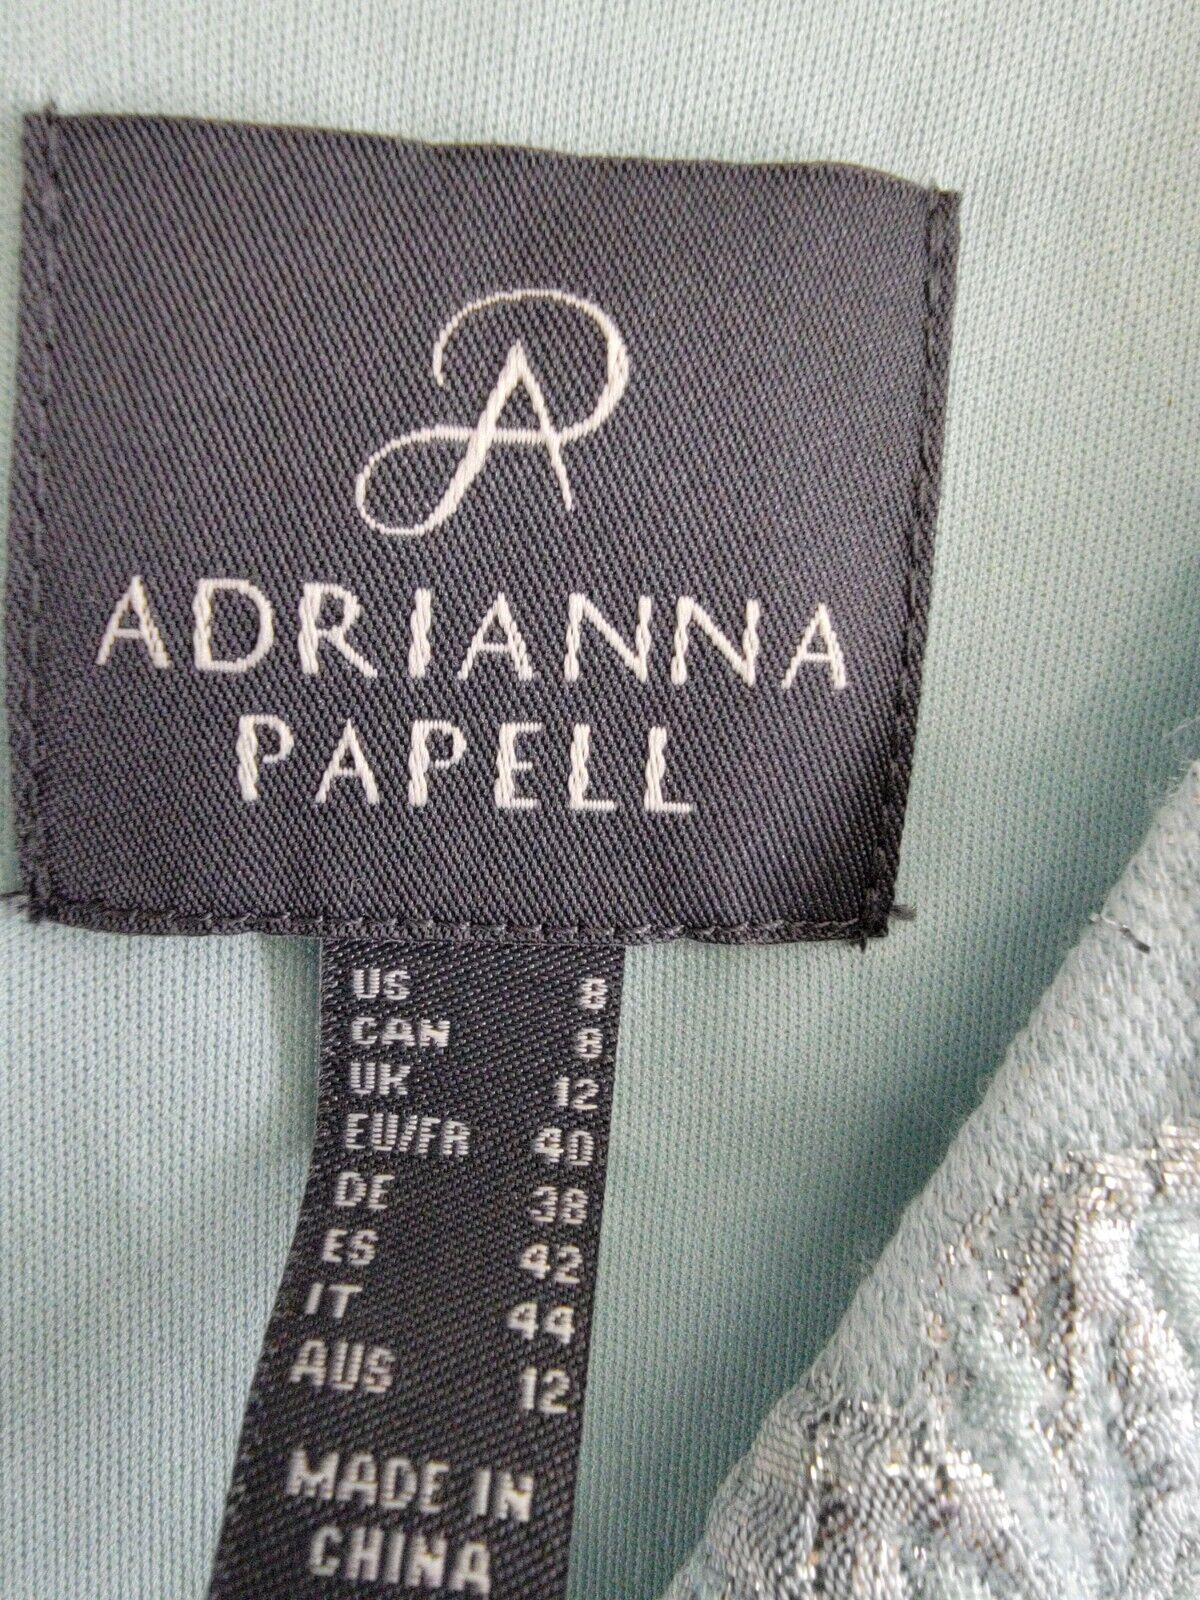 AP
ADRIANNA
PAPELL
US 8
CAN 8
UK 12
EU/FR 40
DE 38
ES 42
IT 44
AUS 12
MADE IN
CHINA